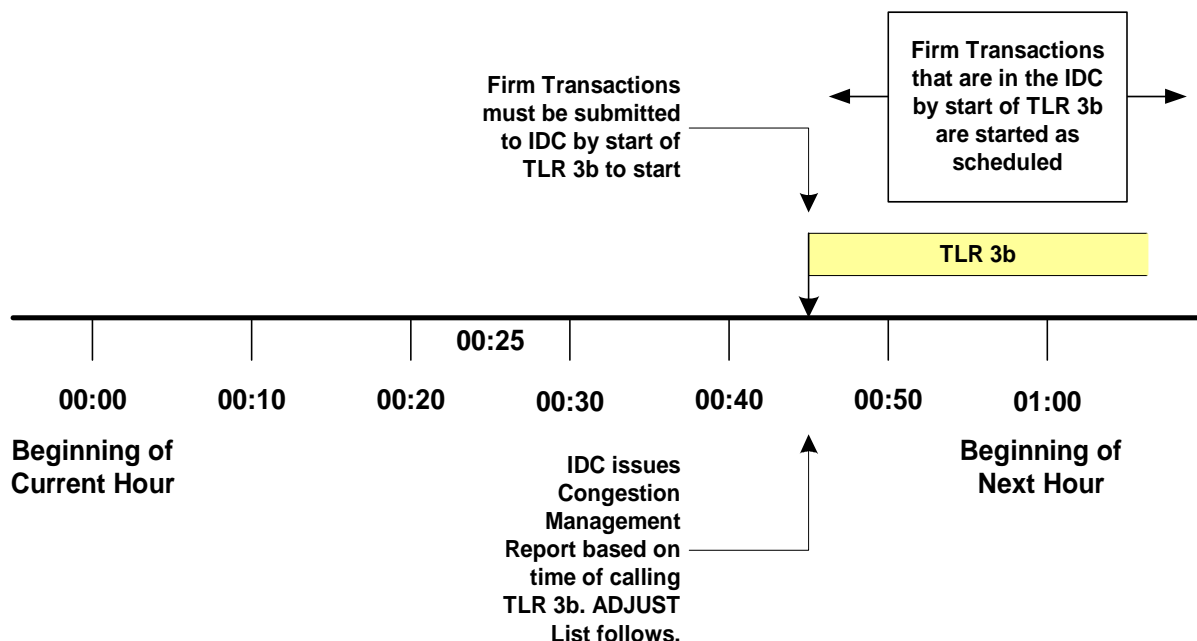 Firm Transactions
must be submitted
to IDC by start of
TLR 3b to start
Firm Transactions
that are in the IDC
by start of TLR 3b
are started as
scheduled
TLR 3b
00:25
00:00
00:10
00:20
00:30
00:40
00:50
01:00
Beginning of
Current Hour
IDC issues
Congestion
Management
Report based on
time of calling
TLR 3b. ADJUST
List follows.
Beginning of
Next Hour